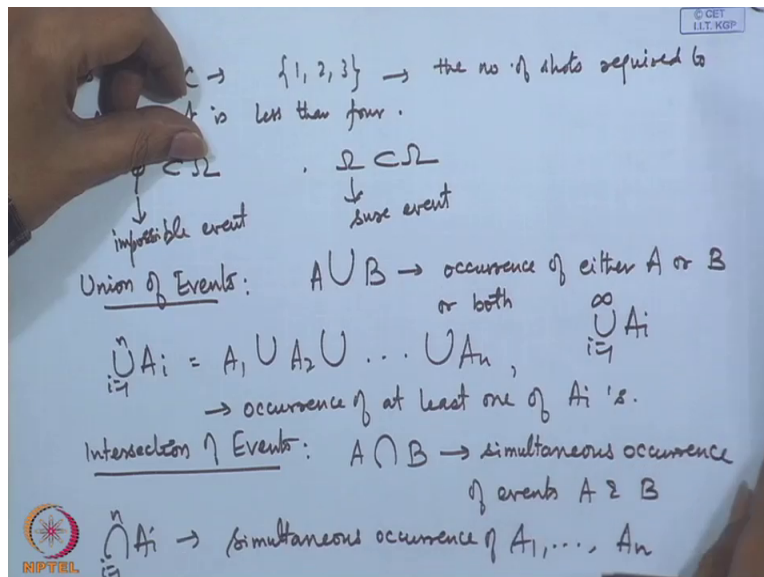 © CET
I.I.T. KGP
C → {1, 2, 3} → the no. of shots required to
is less than four.
ϕ ⊂ Ω . Ω ⊂ Ω
↓ ↓
impossible event sure event
Union of Events: A ∪ B → occurrence of either A or B
or both
n⋃i=1 Ai = A1 ∪ A2 ∪ ... ∪ An, ∞⋃i=1 Ai
→ occurrence of at least one of Ai's.
Intersection of Events: A ∩ B → simultaneous occurrence
of events A & B
n⋂i=1 Ai → simultaneous occurrence of A1, ..., An
NPTEL